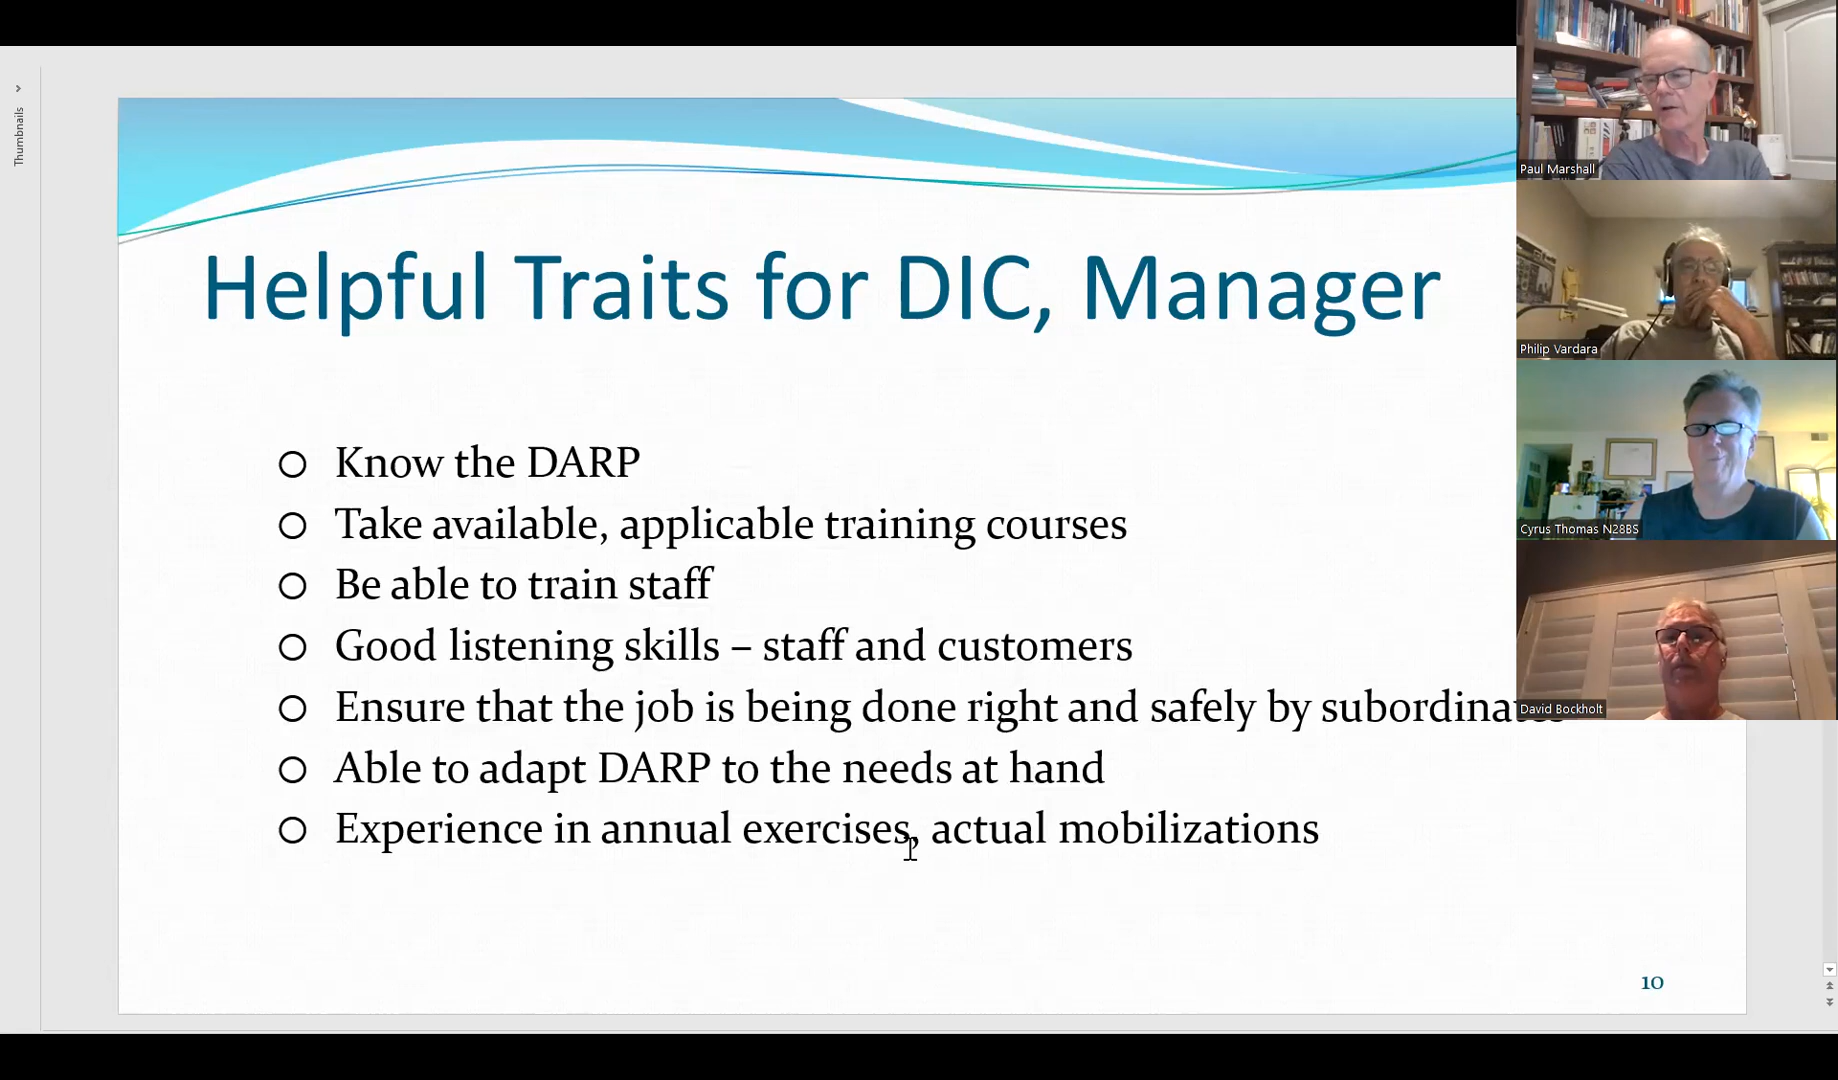 Thumbnails
Helpful Traits for DIC, Manager
Know the DARP
Take available, applicable training courses
Be able to train staff
Good listening skills – staff and customers
Ensure that the job is being done right and safely by
Able to adapt DARP to the needs at hand
Experience in annual exercises, actual mobilizations
10
Paul Marshall
Philip Vardara
Cyrus Thomas N28BS
David Bockholt